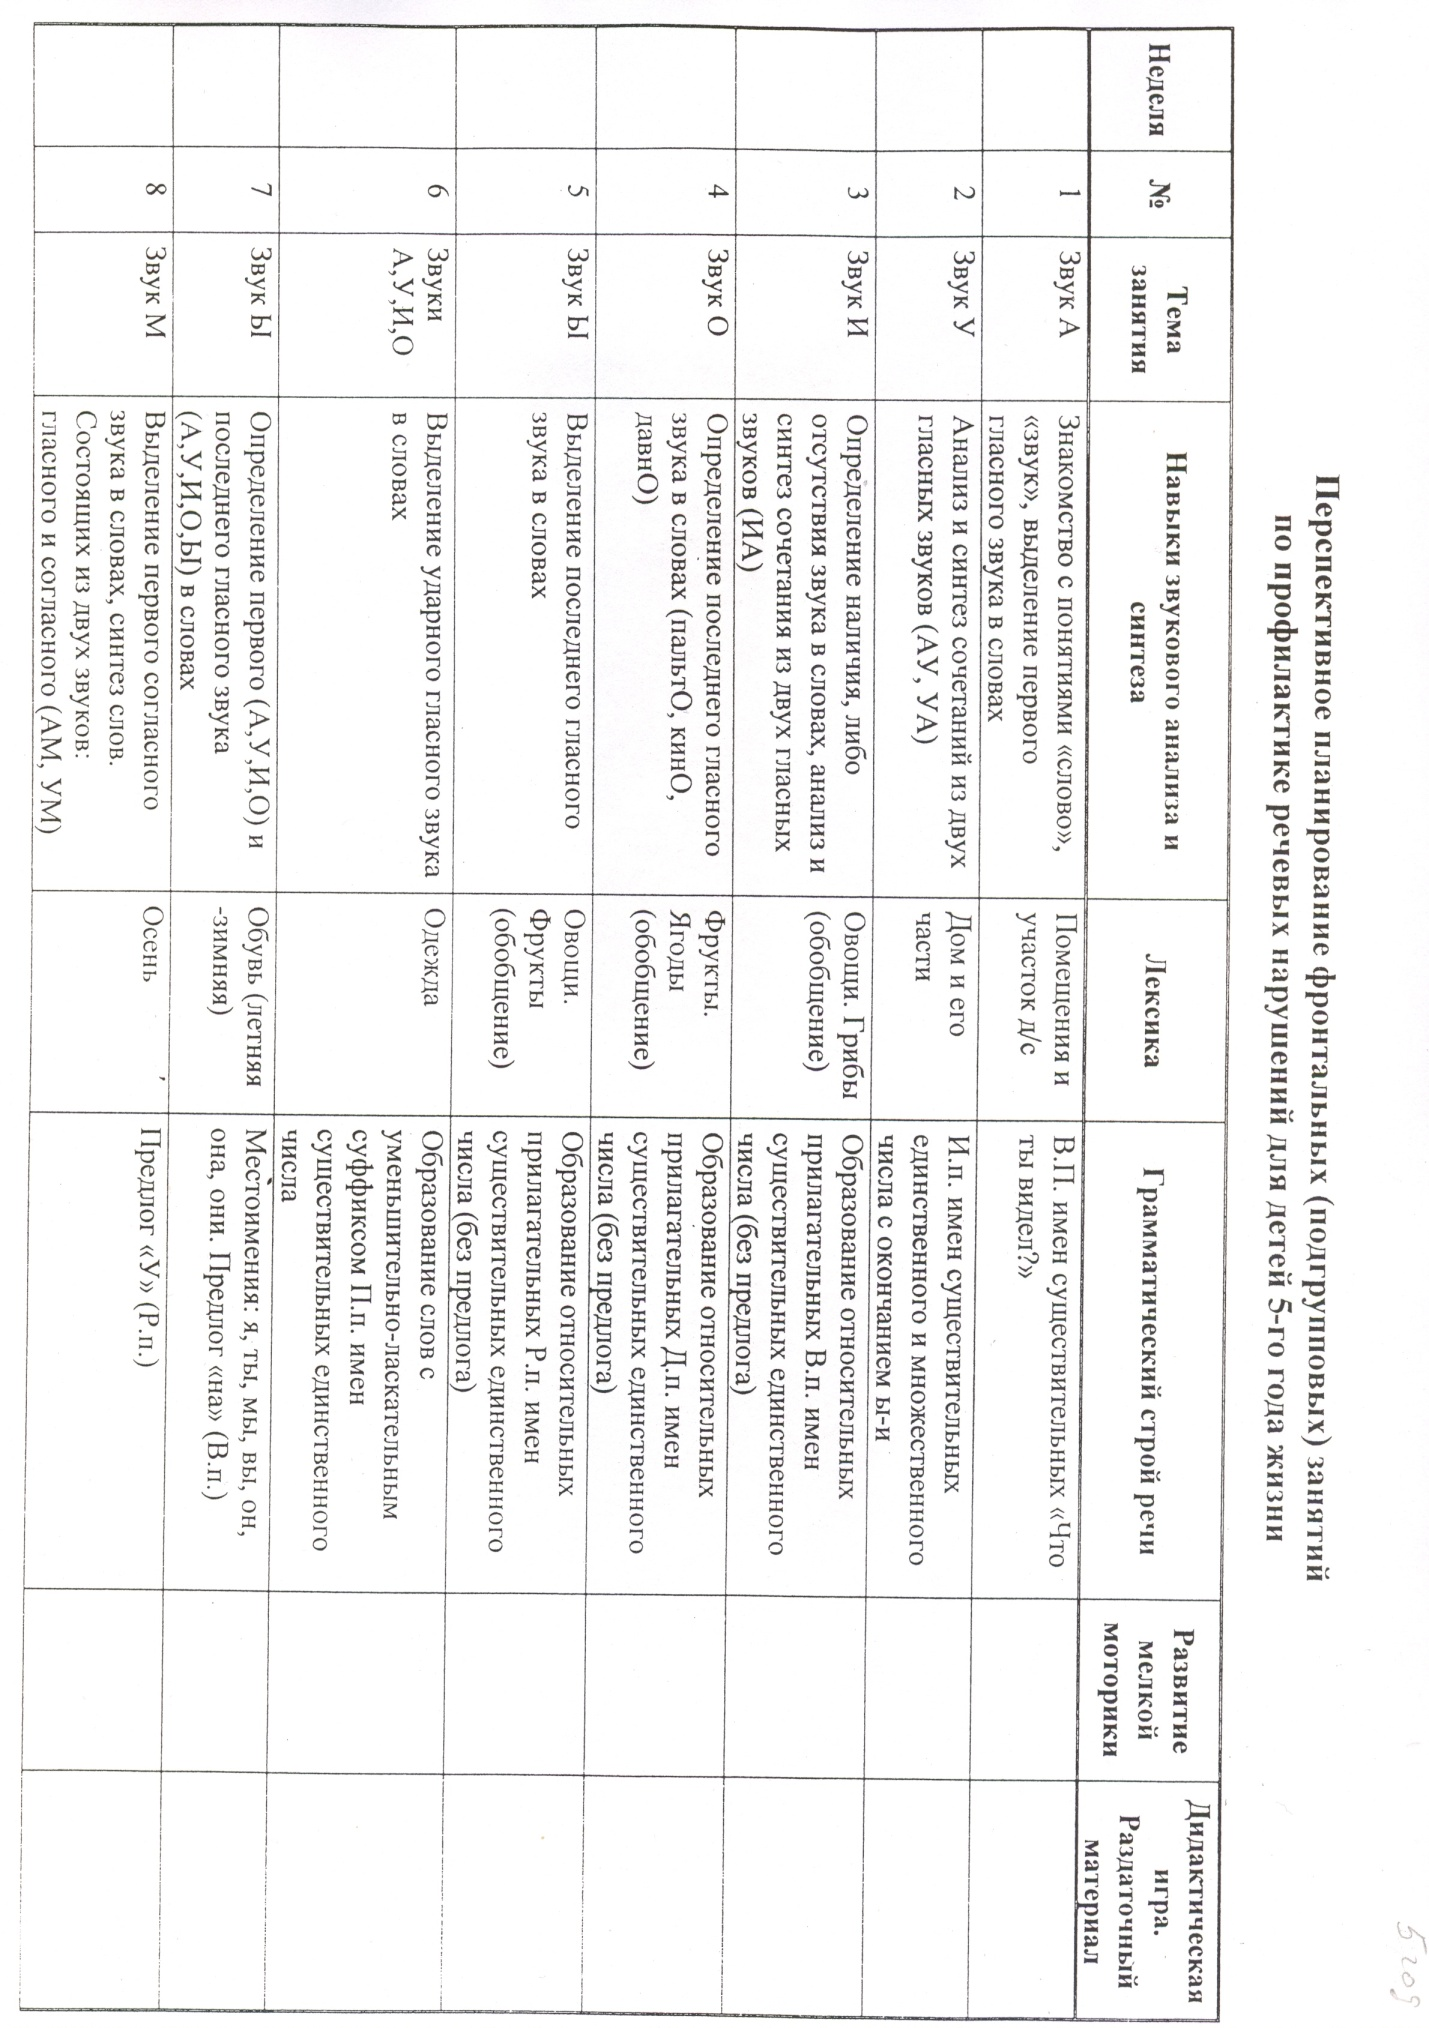 5 год
Перспективное планирование фронтальных (подгрупповых) занятий
по профилактике речевых нарушений для детей 5-го года жизни
Неделя
№
Тема
занятия
Навыки звукового анализа и
синтеза
Лексика
Грамматический строй речи
Развитие
мелкой
моторики
Дидактическая
игра.
Раздаточный
материал
1
Звук А
Знакомство с понятиями «слово»,
«звук», выделение первого
гласного звука в словах
Помещения и
участок д/с
В.П. имен существительных «Что
ты видел?»
2
Звук У
Анализ и синтез сочетаний из двух
гласных звуков (АУ, УА)
Дом и его
части
И.п. имен существительных
единственного и множественного
числа с окончанием ы-и
3
Звук И
Определение наличия, либо
отсутствия звука в словах, анализ и
синтез сочетания из двух гласных
звуков (ИА)
Овощи. Грибы
(обобщение)
Образование относительных
прилагательных В.п. имен
существительных единственного
числа (без предлога)
4
Звук О
Определение последнего гласного
звука в словах (пальтО, кинО,
давнО)
Фрукты.
Ягоды
(обобщение)
Образование относительных
прилагательных Д.п. имен
существительных единственного
числа (без предлога)
5
Звук Ы
Выделение последнего гласного
звука в словах
Овощи.
Фрукты
(обобщение)
Образование относительных
прилагательных Р.п. имен
существительных единственного
числа (без предлога)
6
Звуки
А,У,И,О
Выделение ударного гласного звука
в словах
Одежда
Образование слов с
уменьшительно-ласкательным
суффиксом П.п. имен
существительных единственного
числа
7
Звук Ы
Определение первого (А,У,И,О) и
последнего гласного звука
(А,У,И,О,Ы) в словах
Обувь (летняя
-зимняя)
Местоимения: я, ты, мы, вы, он,
она, они. Предлог «на» (В.п.)
8
Звук М
Выделение первого согласного
звука в словах, синтез слов.
Состоящих из двух звуков:
гласного и согласного (АМ, УМ)
Осень
Предлог «У» (Р.п.)